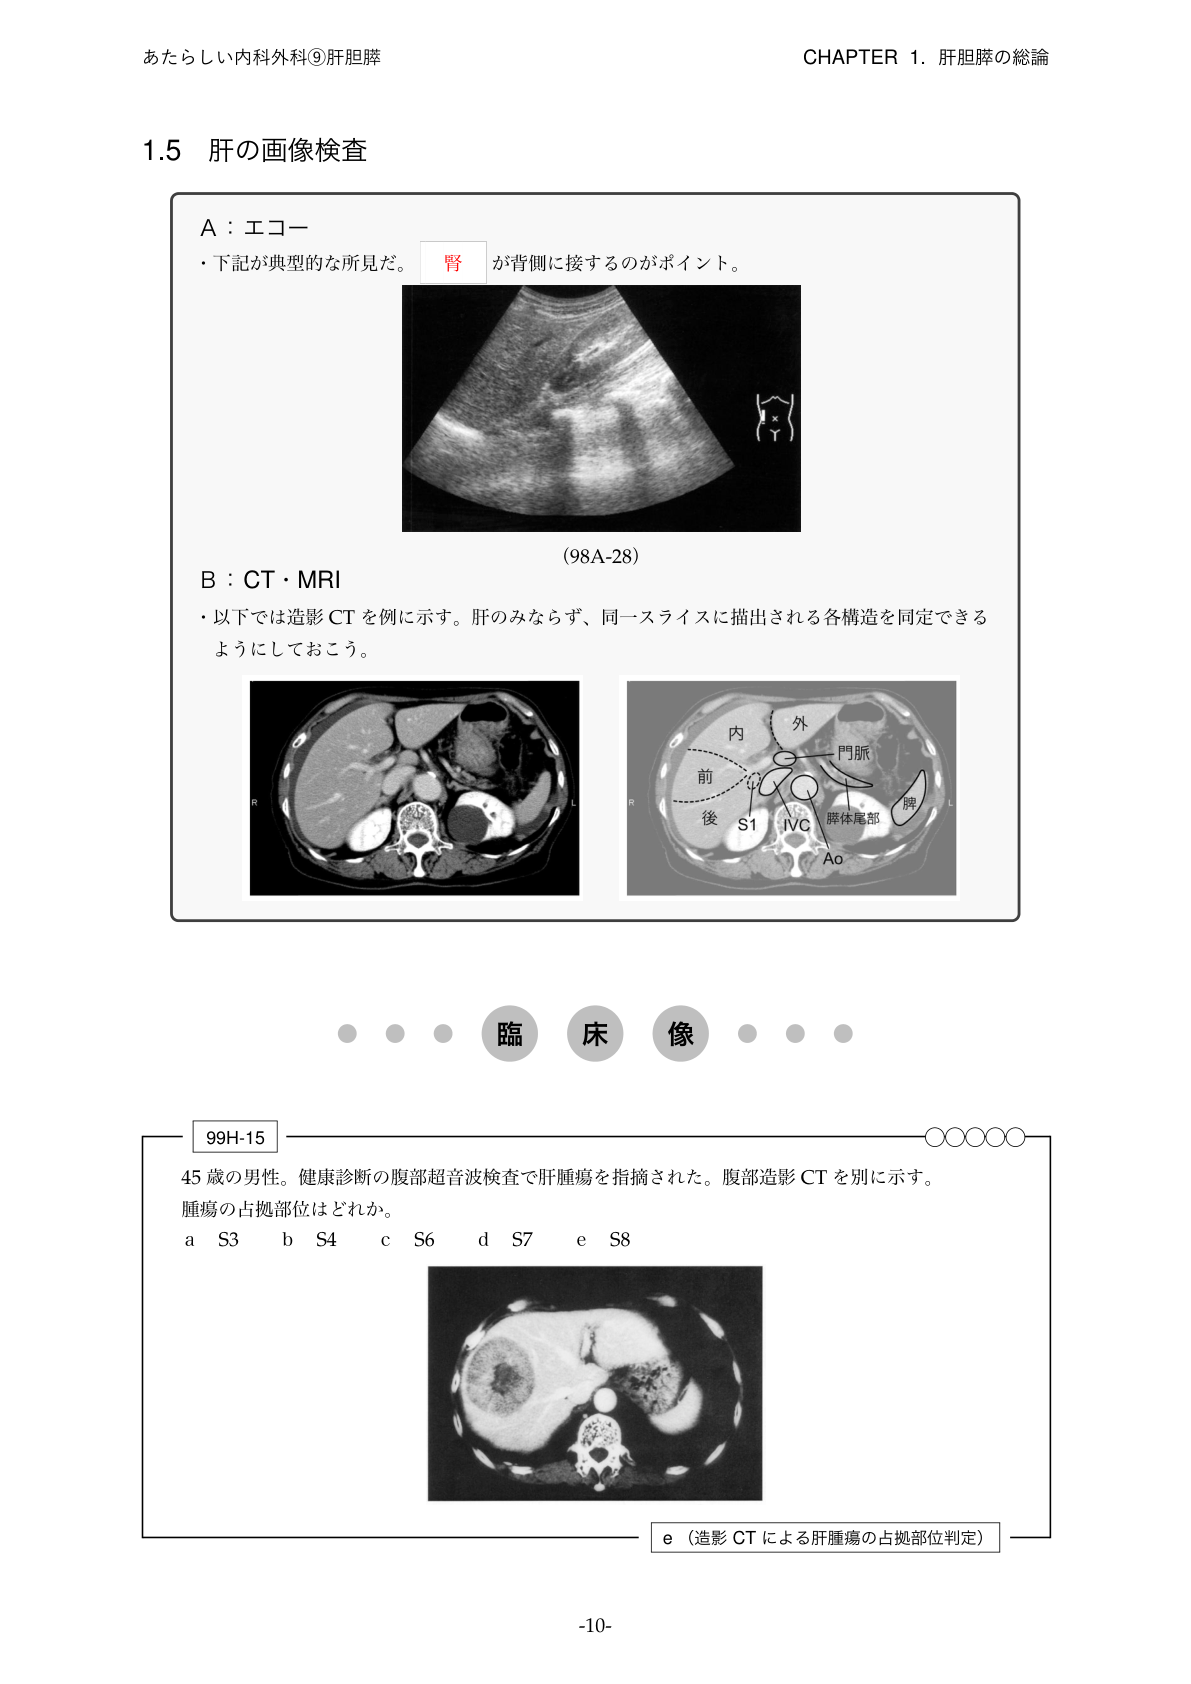 あたらしい内科外科⑨肝胆膵
CHAPTER 1. 肝胆膵の総論
1.5 肝の画像検査
A:エコー
・下記が典型的な所見だ。 腎 が背側に接するのがポイント。
(98A-28)
B:CT・MRI
・以下では造影 CT を例に示す。肝のみならず、同一スライスに描出される各構造を同定できる
ようにしておこう。
R
L
内
外
門脈
前
R
L
脾
後
S1
IVC
膵体尾部
Ao
臨床像
99H-15
45 歳の男性。健康診断の腹部超音波検査で肝腫瘍を指摘された。腹部造影 CT を別に示す。
腫瘍の占拠部位はどれか。
a S3 b S4 c S6 d S7 e S8
e (造影 CT による肝腫瘍の占拠部位判定)
-10-